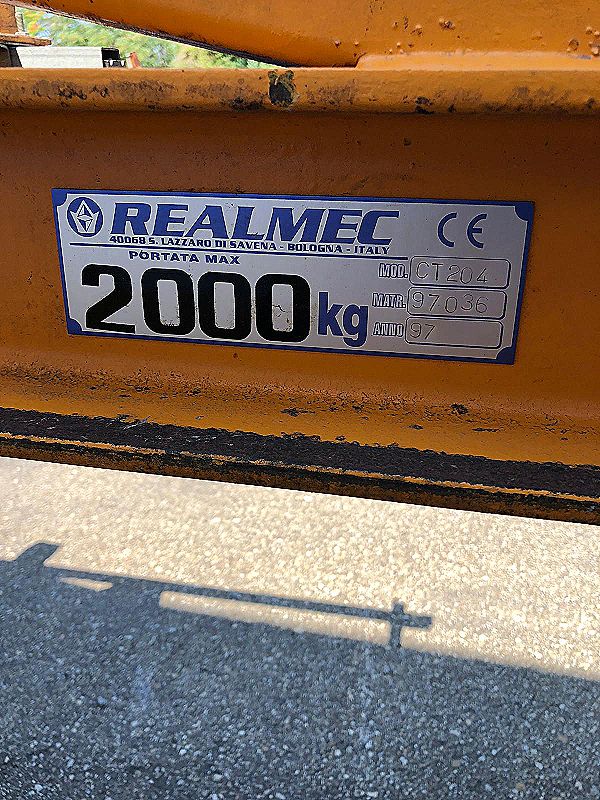 REALMEC
40068 S. LAZZARO DI SAVENA - BOLOGNA - ITALY
CE
PORTATA MAX
2000 kg
MOD. CT204
MATR. 97036
ANNO 97